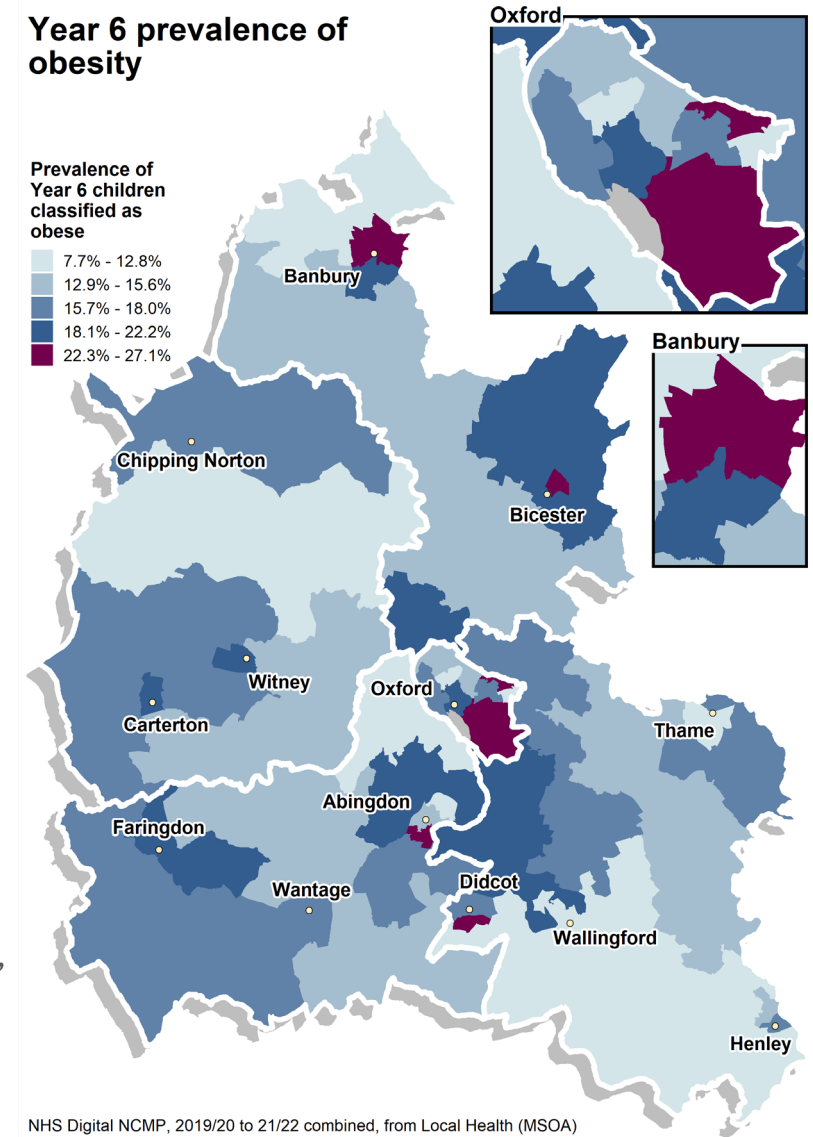 Year 6 prevalence of
obesity
Prevalence of
Year 6 children
classified as
obese
7.7% - 12.8%
12.9% - 15.6%
15.7% - 18.0%
18.1% - 22.2%
22.3% - 27.1%
Oxford
Banbury
Banbury
Chipping Norton
Bicester
Witney
Carterton
Oxford
Thame
Abingdon
Faringdon
Wantage
Didcot
Wallingford
Henley
,
NHS Digital NCMP, 2019/20 to 21/22 combined, from Local Health (MSOA)